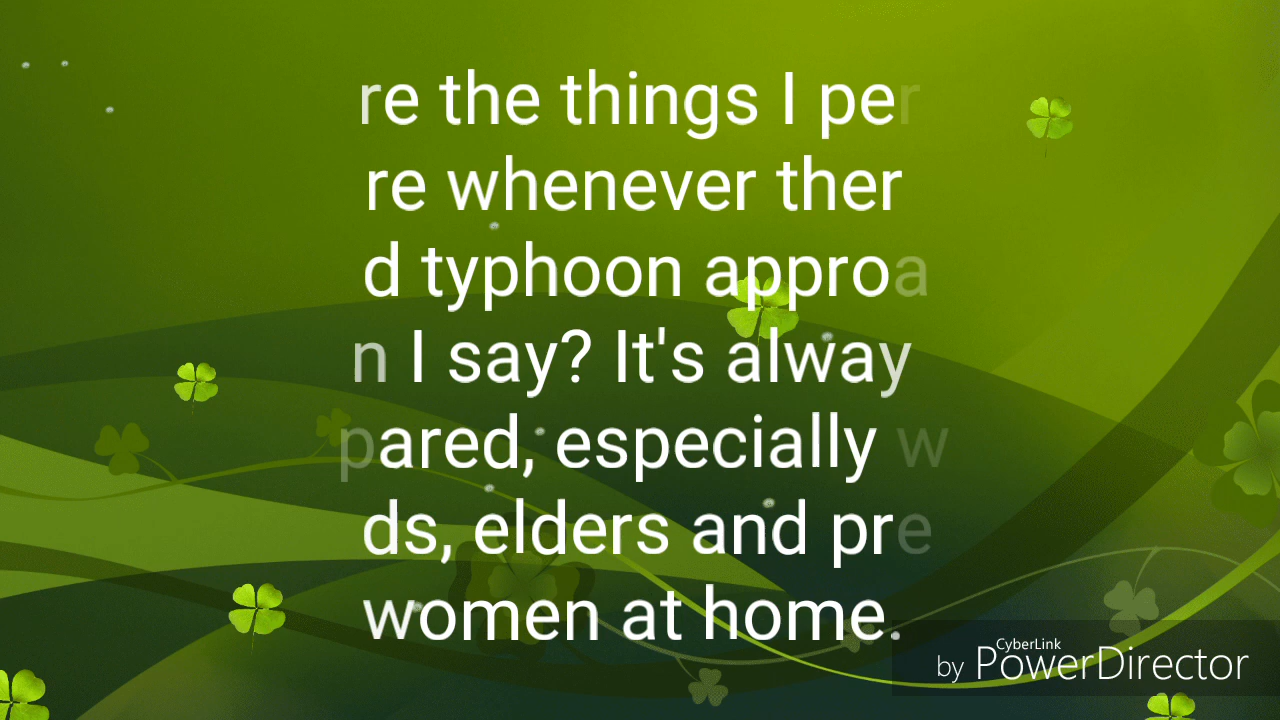 re the things I per
re whenever ther
d typhoon approa
n I say? It's alway
pared, especially w
ds, elders and pre
women at home.
CyberLink
by PowerDirector